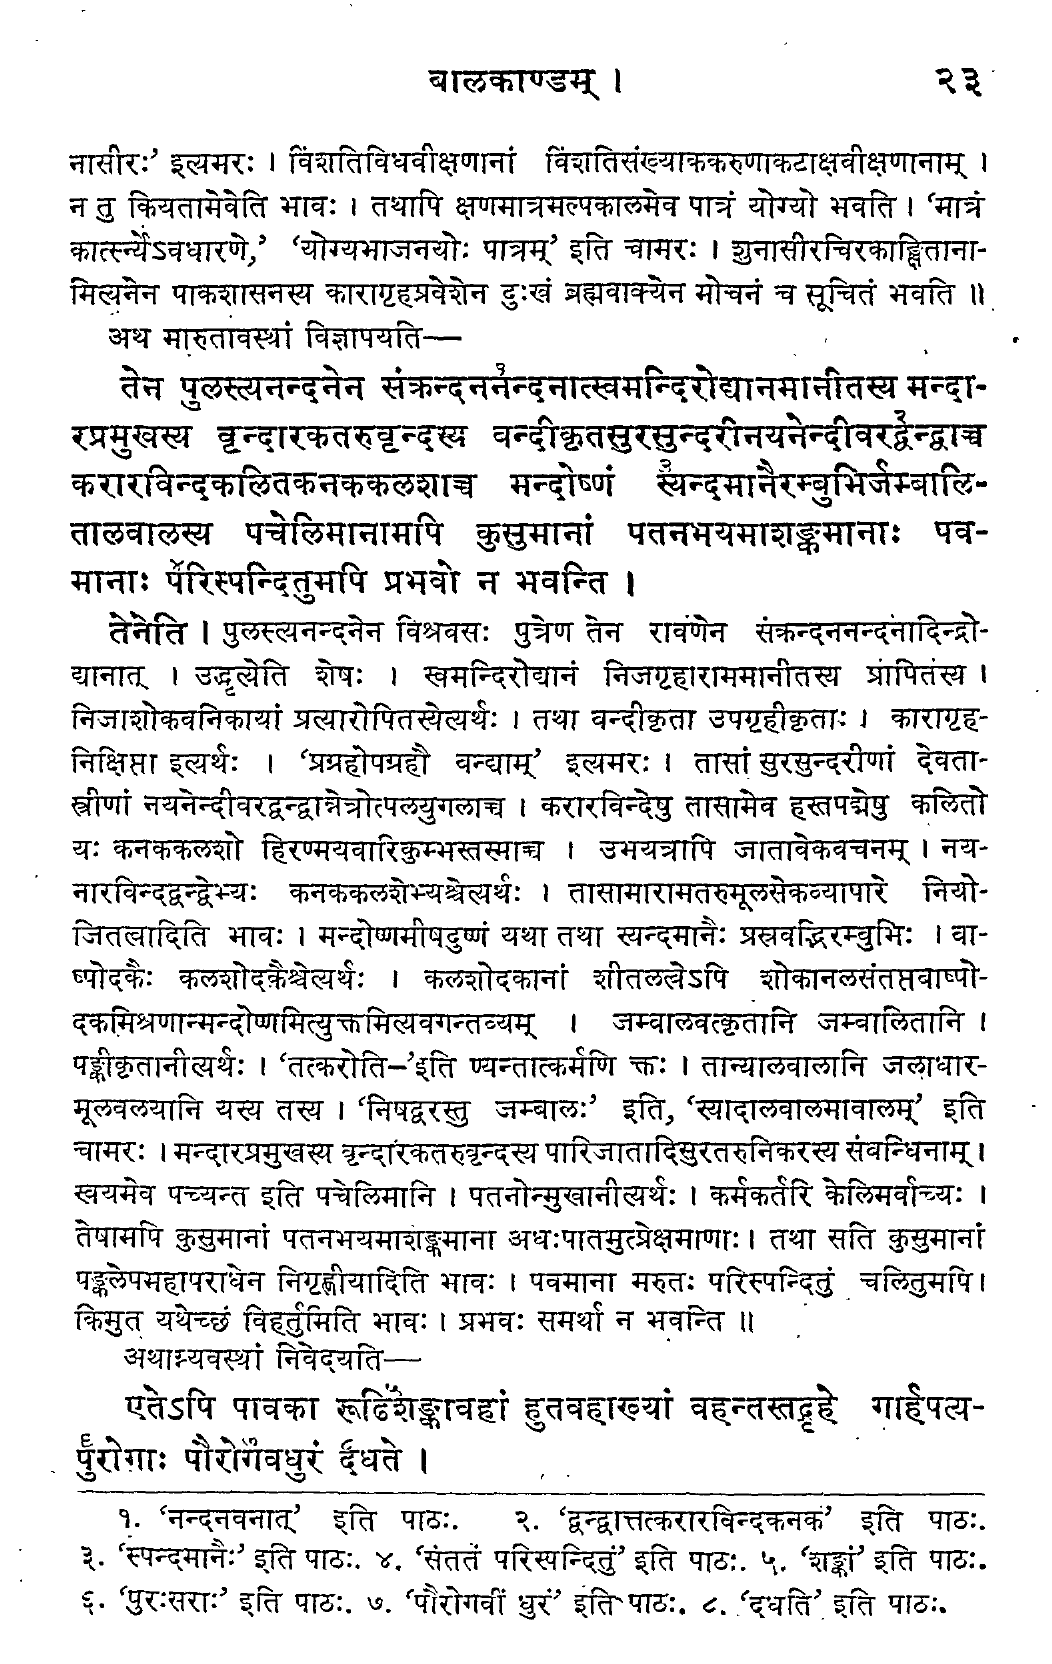 बालकाण्डम् । २३
नासीरः’ इत्यमरः । विंशतिविधवीक्षणानां विंशतिसंख्याककरुणाकटाक्षवीक्षणानाम् ।
न तु कियतामेवेति भावः । तथापि क्षणमात्रमल्पकालमेव पात्रं योग्यो भवति । ‘मात्रं
कात्स्न्र्येऽवधारणे,’ ‘योग्यभाजनयोः पात्रम्’ इति चामरः । शुनासीरचिरकाङ्क्षिताना-
मित्यनेन पाकशासनस्य कारागृहप्रवेशेन दुःखं ब्रह्मवाक्येन मोचनं च सूचितं भवति ॥
अथ मारुतावस्थां विज्ञापयति—
तेन पुलस्त्यनन्दनेन संक्रन्दननन्दनात्स्वमन्दिरोद्यानमानीतस्य मन्दा-
रप्रमुखस्य वृन्दारकतरुवृन्दस्य वन्दीकृतसुरसुन्दरीनयनेन्दीवरद्वन्द्वाच्च
करारविन्दकलितकनककलशाच्च मन्दोष्णं स्यन्दमानैरम्बुभिर्जम्बालि-
तालवालस्य पचेलिमानामपि कुसुमानां पतनभयमाशङ्कमानाः पव-
मानाः परिस्पन्दितुमपि प्रभवो न भवन्ति ।
तेनेति । पुलस्त्यनन्दनेन विश्रवसः पुत्रेण तेन रावणेन संक्रन्दननन्दनादिन्द्रो-
द्यानात् । उद्धृत्येति शेषः । स्वमन्दिरोद्यानं निजगृहाराममानीतस्य प्रापितस्य ।
निजाशोकवनिकायां प्रत्यारोपितस्येत्यर्थः । तथा वन्दीकृता उपगृहीकृताः । कारागृह-
निक्षिप्ता इत्यर्थः । ‘प्रग्रहोपग्रहौ वन्द्याम्’ इत्यमरः । तासां सुरसुन्दरीणां देवता-
स्त्रीणां नयनेन्दीवरद्वन्द्वान्नेत्रोत्पलयुगलाच्च । करारविन्देषु तासामेव हस्तपद्मेषु कलितो
यः कनककलशो हिरण्मयवारिकुम्भस्तस्माच्च । उभयत्रापि जातावेकवचनम् । नय-
नारविन्दद्वन्द्वेभ्यः कनककलशेभ्यश्चेत्यर्थः । तासामारामतरुमूलसेकव्यापारे नियो-
जितत्वादिति भावः । मन्दोष्णमीषदुष्णं यथा तथा स्यन्दमानैः प्रस्रवद्भिरम्बुभिः । बा-
ष्पोदकैः कलशोदकैश्चेत्यर्थः । कलशोदकानां शीतलत्वेऽपि शोकानलसंतप्तबाष्पो-
दकमिश्रणान्मन्दोष्णमित्युक्तमित्यवगन्तव्यम् । जम्बालवत्कृतानि जम्बालितानि ।
पङ्कीकृतानीत्यर्थः । ‘तत्करोति—’इति ण्यन्तात्कर्मणि क्तः । तान्यालवालानि जलाधार-
मूलवलयानि यस्य तस्य । ‘निषद्वरस्तु जम्बालः’ इति, ‘स्यादालवालमावालम्’ इति
चामरः । मन्दारप्रमुखस्य वृन्दारकतरुवृन्दस्य पारिजातादिसुरतरुनिकरस्य संबन्धिनाम् ।
स्वयमेव पच्यन्त इति पचेलिमानि । पतनोन्मुखानीत्यर्थः । कर्मकर्तरि केलिमर्वाच्यः ।
तेषामपि कुसुमानां पतनभयमाशङ्कमाना अधःपातमुत्प्रेक्षमाणाः । तथा सति कुसुमानां
पङ्कलेपमहापराधेन निगृह्णीयादिति भावः । पवमाना मरुतः परिस्पन्दितुं चलितुमपि ।
किमुत यथेच्छं विहर्तुमिति भावः । प्रभवः समर्था न भवन्ति ॥
अथाग्न्यवस्थां निवेदयति—
एतेऽपि पावका रूढिशङ्कावहां हुतवहाख्यां वहन्तस्तद्गृहे गार्हपत्य-
पुरोगाः पौरोगवधुरं दधते ।
१. ‘नन्दनवनात्’ इति पाठः. २. ‘द्वन्द्वात्तत्करारविन्दकनक’ इति पाठः.
३. ‘स्पन्दमानैः’ इति पाठः. ४. ‘संततं परिस्पन्दितुं’ इति पाठः. ५. ‘शङ्कां’ इति पाठः.
६. ‘पुरःसराः’ इति पाठः. ७. ‘पौरोगवीं धुरं’ इति पाठः. ८. ‘दधति’ इति पाठः.